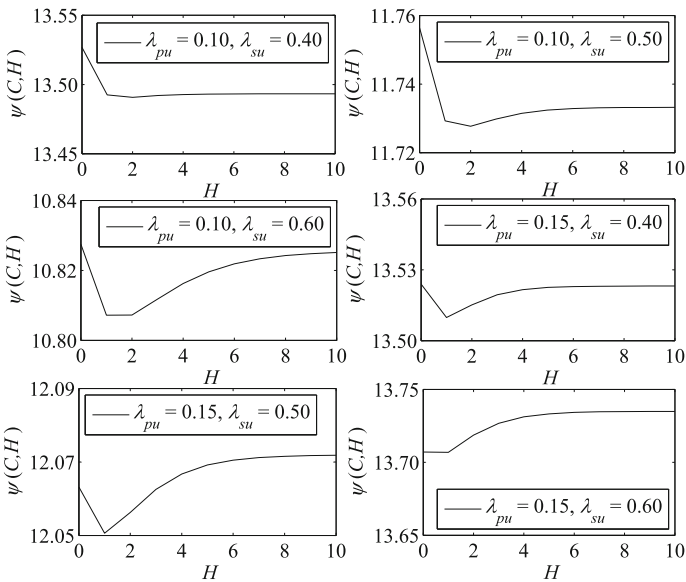 13.55
13.50
13.45
ψ(C,H)
λpu = 0.10, λsu = 0.40
0 2 4 6 8 10
H
11.76
11.74
11.72
ψ(C,H)
λpu = 0.10, λsu = 0.50
0 2 4 6 8 10
H
10.84
10.82
10.80
ψ(C,H)
λpu = 0.10, λsu = 0.60
0 2 4 6 8 10
H
13.56
13.53
13.50
ψ(C,H)
λpu = 0.15, λsu = 0.40
0 2 4 6 8 10
H
12.09
12.07
12.05
ψ(C,H)
λpu = 0.15, λsu = 0.50
0 2 4 6 8 10
H
13.75
13.70
13.65
ψ(C,H)
λpu = 0.15, λsu = 0.60
0 2 4 6 8 10
H